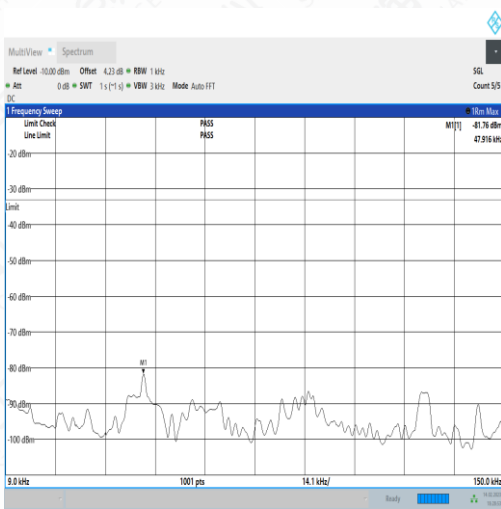 MultiView Spectrum
Ref Level -10.00 dBm Offset 4.23 dB RBW 1 kHz SGL
Att 0 dB SWT 1 s (~1 s) VBW 3 kHz Mode Auto FFT Count 5/5
DC
1 Frequency Sweep 1Rm Max
Limit Check PASS M1[1] -81.76 dBm
Line Limit PASS 47.916 kHz
-20 dBm
-30 dBm
Limit
-40 dBm
-50 dBm
-60 dBm
-70 dBm
-80 dBm
M1
-90 dBm
-100 dBm
9.0 kHz 1001 pts 14.1 kHz/ 150.0 kHz
Ready